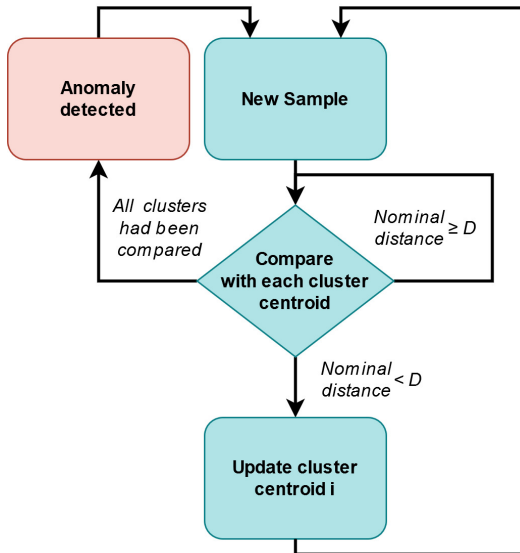 Anomaly
detected
New Sample
All clusters
had been
compared
Nominal
distance ≥ D
Compare
with each cluster
centroid
Nominal
distance < D
Update cluster
centroid i